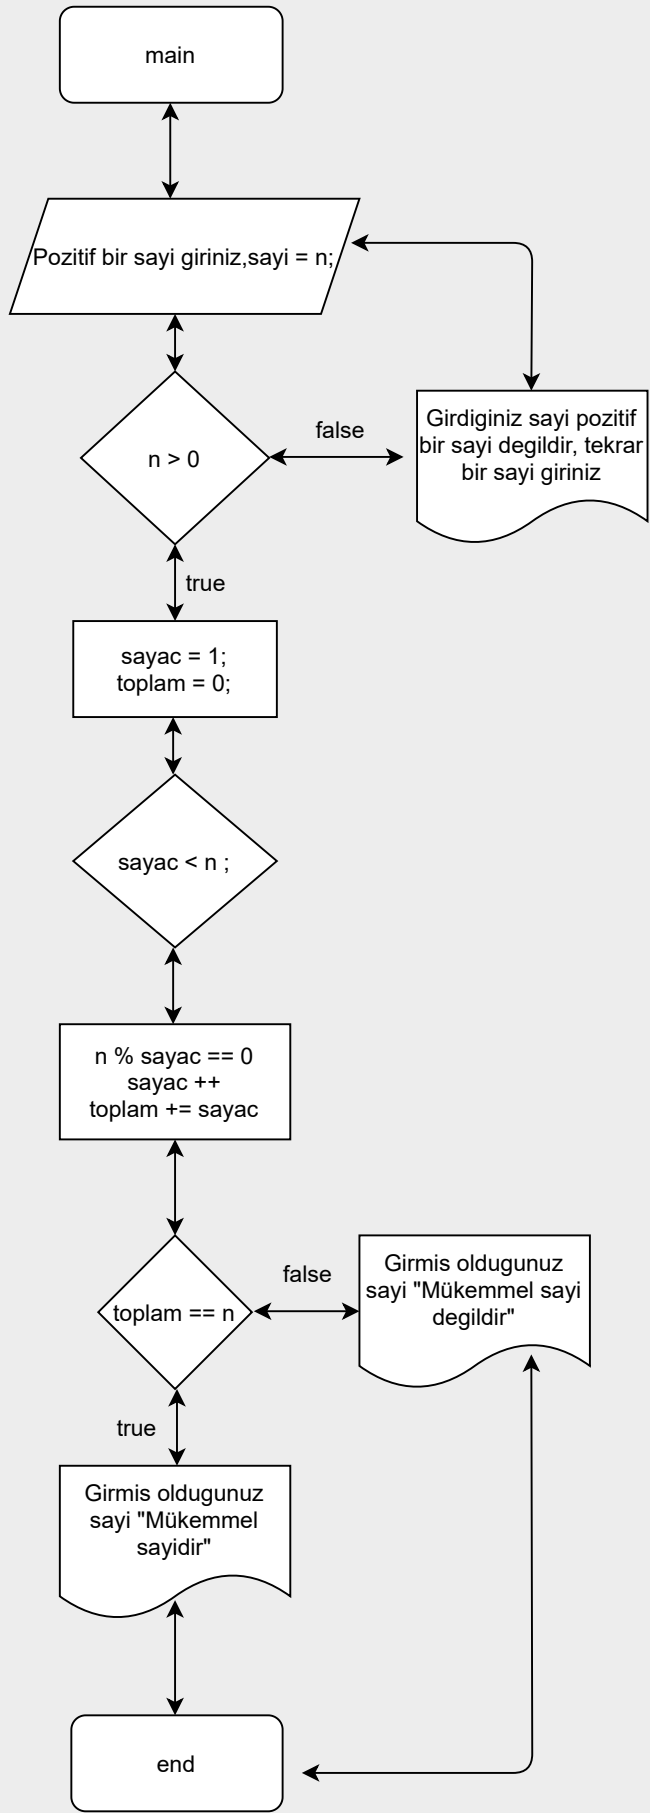 main
Pozitif bir sayi giriniz,sayi = n;
n > 0
false
Girdiginiz sayi pozitif
bir sayi degildir, tekrar
bir sayi giriniz
true
sayac = 1;
toplam = 0;
sayac < n ;
n % sayac == 0
sayac ++
toplam += sayac
toplam == n
false
Girmis oldugunuz
sayi "Mükemmel sayi
degildir"
true
Girmis oldugunuz
sayi "Mükemmel
sayidir"
end